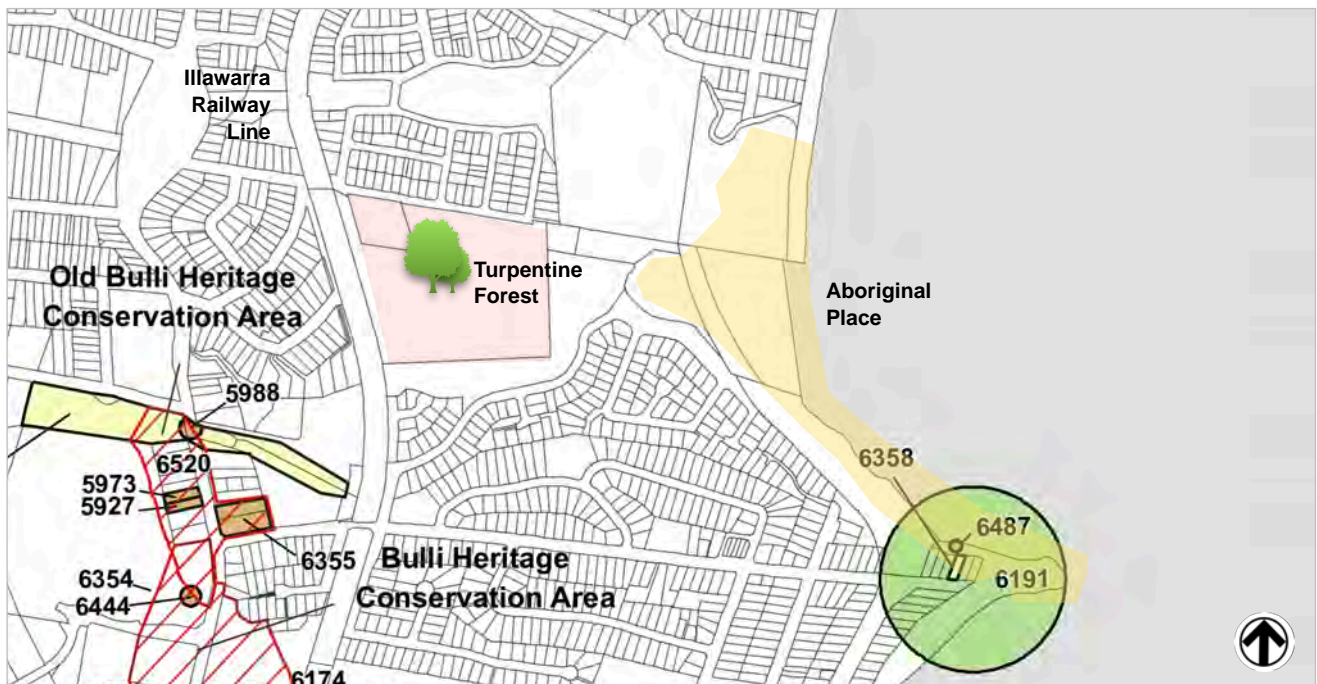 Illawarra
Railway
Line
Turpentine
Forest
Old Bulli Heritage
Conservation Area
Aboriginal
Place
5988
6520
5973
5927
6355
6354
6444
Bulli Heritage
Conservation Area
6174
6358
6487
6191